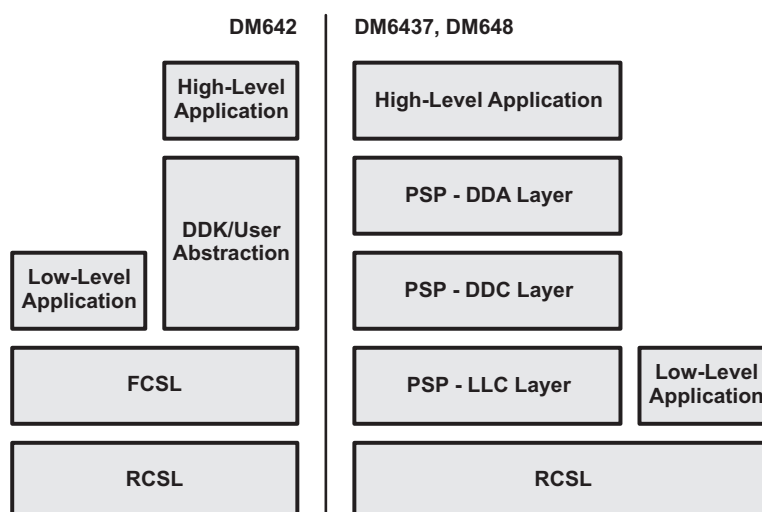 DM642
DM6437, DM648
High-Level
Application
DDK/User
Abstraction
Low-Level
Application
FCSL
RCSL
High-Level Application
PSP - DDA Layer
PSP - DDC Layer
PSP - LLC Layer
Low-Level
Application
RCSL